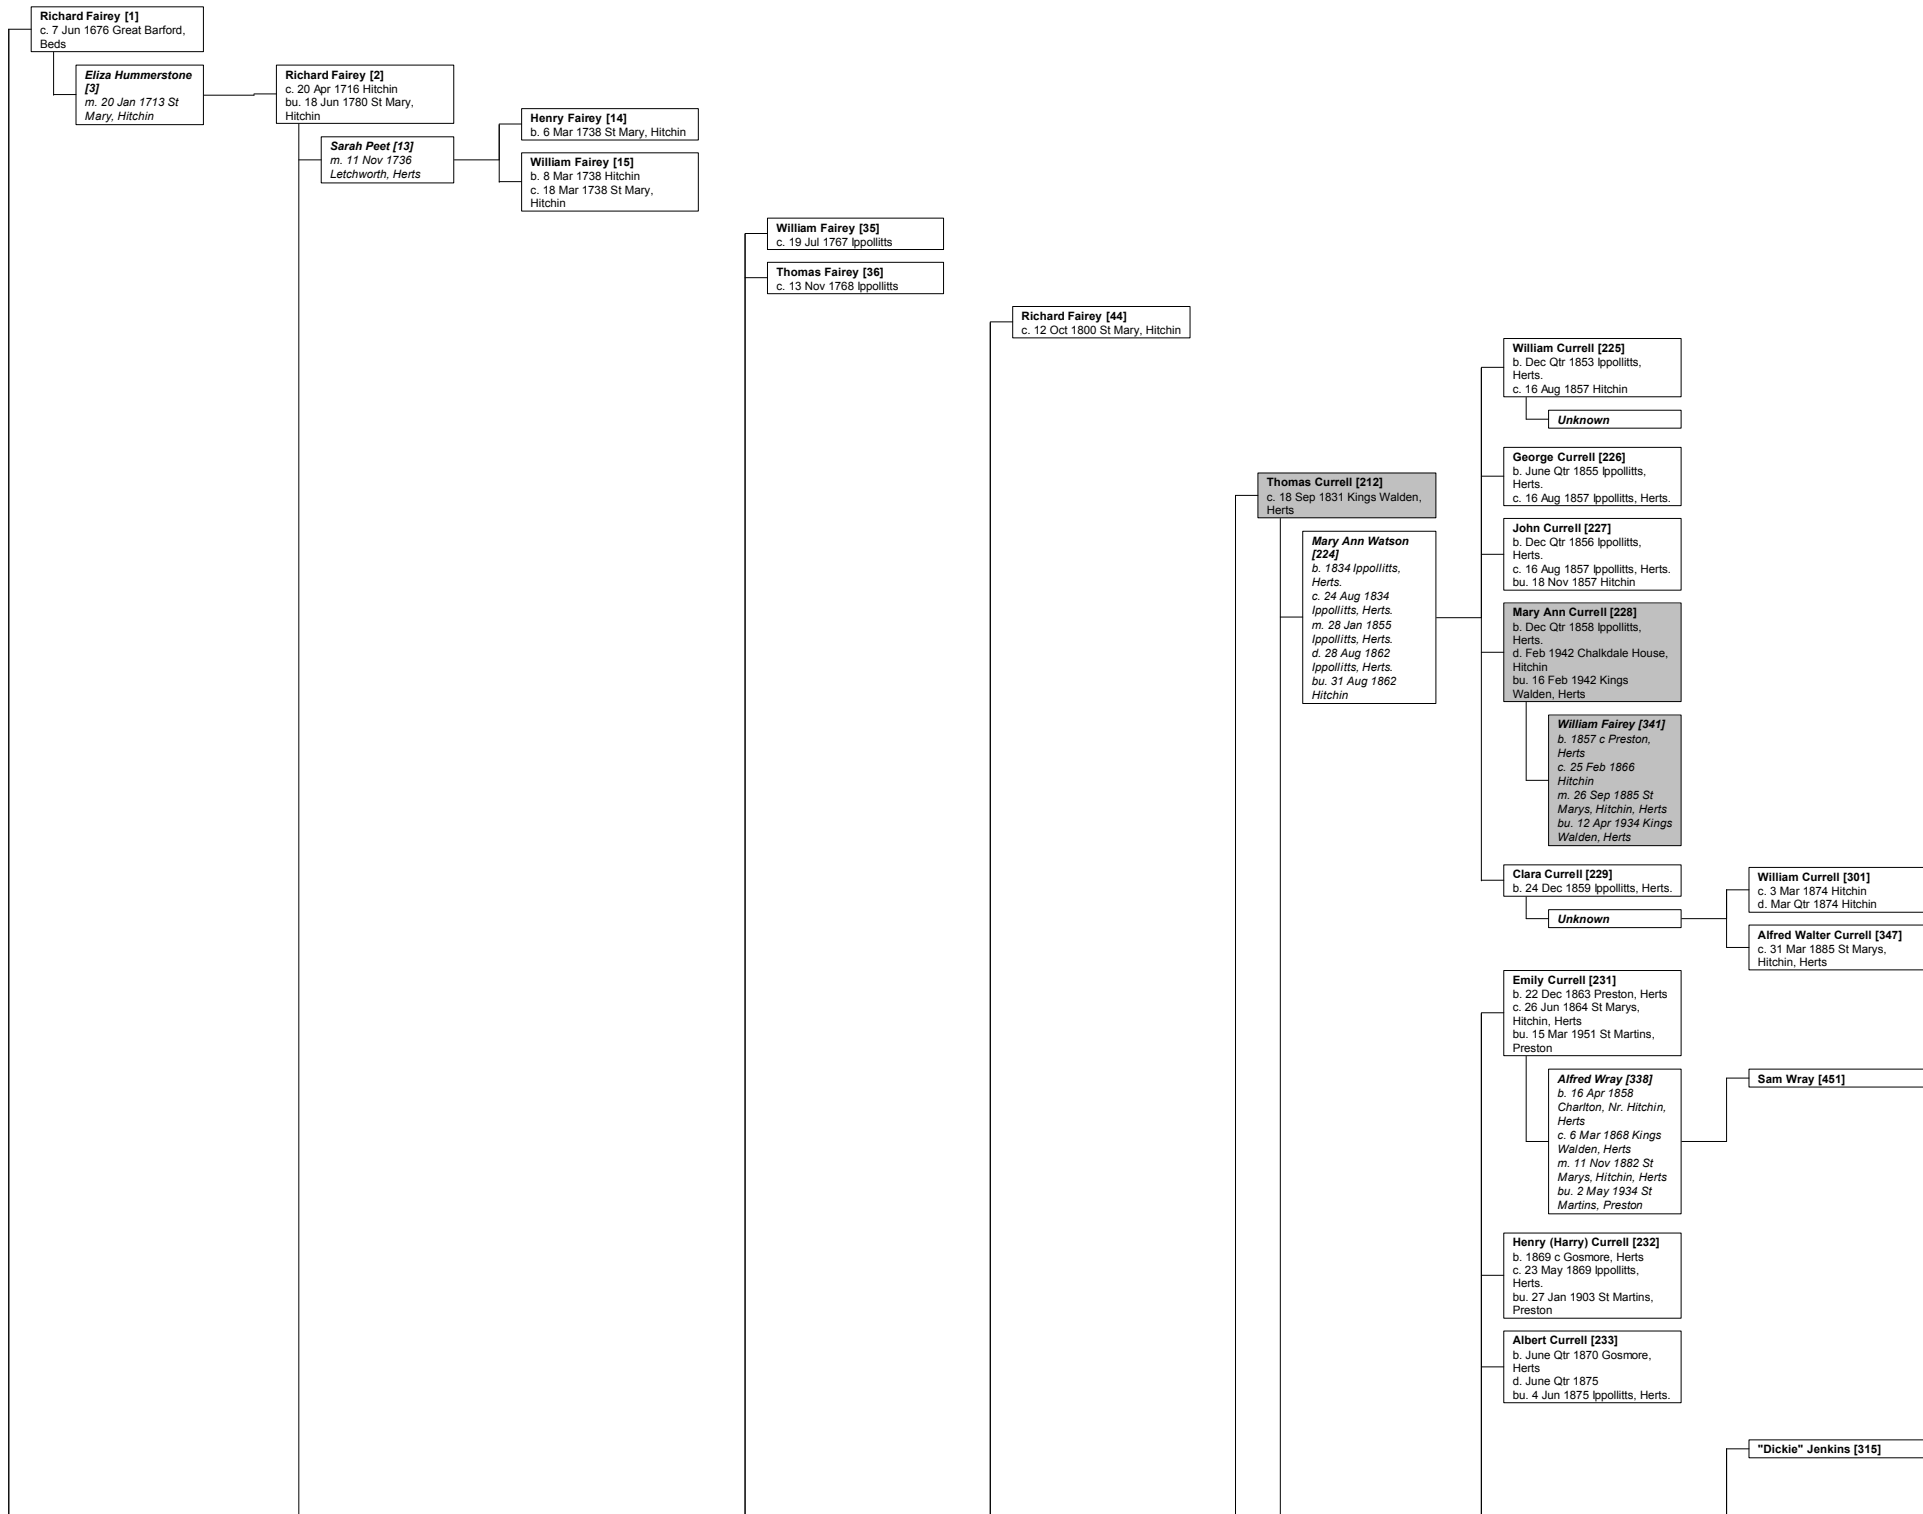 Richard Fairey [1]
c. 7 Jun 1676 Great Barford,
Beds
Eliza Hummerstone
[3]
m. 20 Jan 1713 St
Mary, Hitchin
Richard Fairey [2]
c. 20 Apr 1716 Hitchin
bu. 18 Jun 1780 St Mary,
Hitchin
Sarah Peet [13]
m. 11 Nov 1736
Letchworth, Herts
Henry Fairey [14]
b. 6 Mar 1738 St Mary, Hitchin
William Fairey [15]
b. 8 Mar 1738 Hitchin
c. 18 Mar 1738 St Mary,
Hitchin
William Fairey [35]
c. 19 Jul 1767 Ippollitts
Thomas Fairey [36]
c. 13 Nov 1768 Ippollitts
Richard Fairey [44]
c. 12 Oct 1800 St Mary, Hitchin
Thomas Currell [212]
c. 18 Sep 1831 Kings Walden,
Herts
Mary Ann Watson
[224]
b. 1834 Ippollitts,
Herts.
c. 24 Aug 1834
Ippollitts, Herts.
m. 28 Jan 1855
Ippollitts, Herts.
d. 28 Aug 1862
Ippollitts, Herts.
bu. 31 Aug 1862
Hitchin
William Currell [225]
b. Dec Qtr 1853 Ippollitts,
Herts.
c. 16 Aug 1857 Hitchin
Unknown
George Currell [226]
b. June Qtr 1855 Ippollitts,
Herts.
c. 16 Aug 1857 Ippollitts, Herts.
John Currell [227]
b. Dec Qtr 1856 Ippollitts,
Herts.
c. 16 Aug 1857 Ippollitts, Herts.
bu. 18 Nov 1857 Hitchin
Mary Ann Currell [228]
b. Dec Qtr 1858 Ippollitts,
Herts.
d. Feb 1942 Chalkdale House,
Hitchin
bu. 16 Feb 1942 Kings
Walden, Herts
William Fairey [341]
b. 1857 c Preston,
Herts
c. 25 Feb 1866
Hitchin
m. 26 Sep 1885 St
Marys, Hitchin, Herts
bu. 12 Apr 1934 Kings
Walden, Herts
Clara Currell [229]
b. 24 Dec 1859 Ippollitts, Herts.
Unknown
William Currell [301]
c. 3 Mar 1874 Hitchin
d. Mar Qtr 1874 Hitchin
Alfred Walter Currell [347]
c. 31 Mar 1885 St Marys,
Hitchin, Herts
Emily Currell [231]
b. 22 Dec 1863 Preston, Herts
c. 26 Jun 1864 St Marys,
Hitchin, Herts
bu. 15 Mar 1951 St Martins,
Preston
Alfred Wray [338]
b. 16 Apr 1858
Charlton, Nr. Hitchin,
Herts
c. 6 Mar 1868 Kings
Walden, Herts
m. 11 Nov 1882 St
Marys, Hitchin, Herts
bu. 2 May 1934 St
Martins, Preston
Sam Wray [451]
Henry (Harry) Currell [232]
b. 1869 c Gosmore, Herts
c. 23 May 1869 Ippollitts,
Herts.
bu. 27 Jan 1903 St Martins,
Preston
Albert Currell [233]
b. June Qtr 1870 Gosmore,
Herts
d. June Qtr 1875
bu. 4 Jun 1875 Ippollitts, Herts.
"Dickie" Jenkins [315]